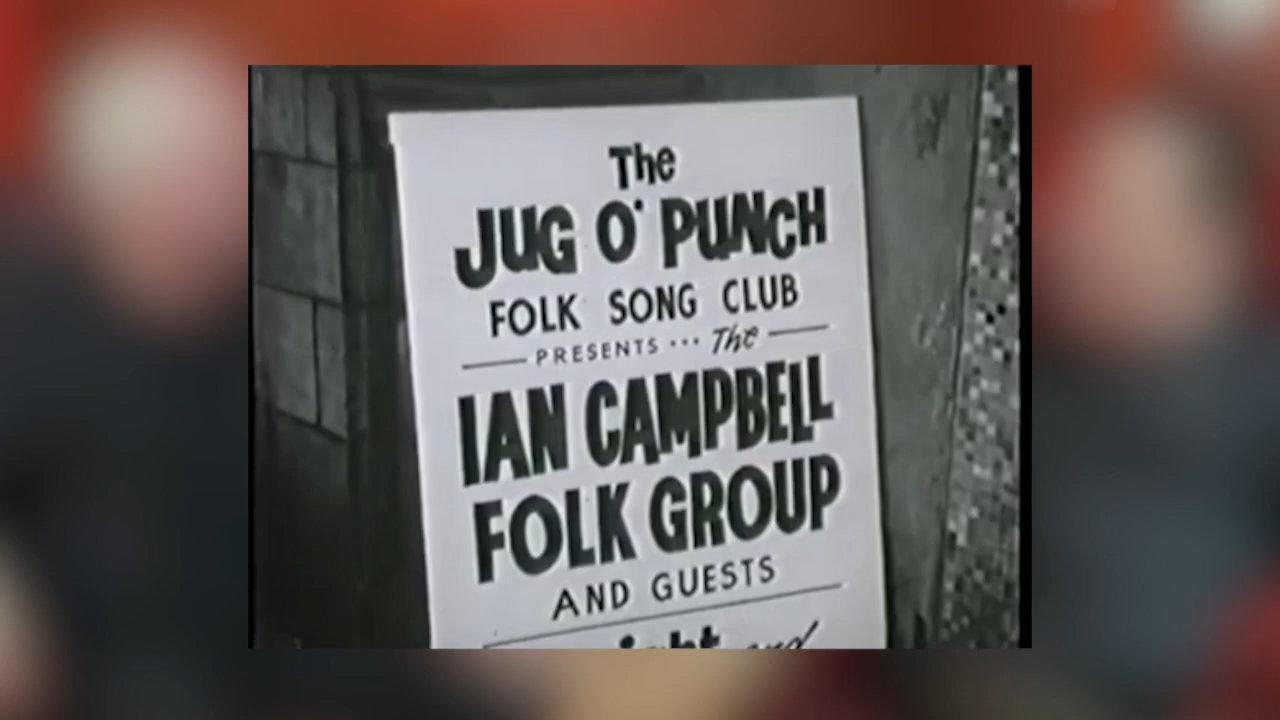 The
JUG O' PUNCH
FOLK SONG CLUB
PRESENTS ... The
IAN CAMPBELL
FOLK GROUP
AND GUESTS